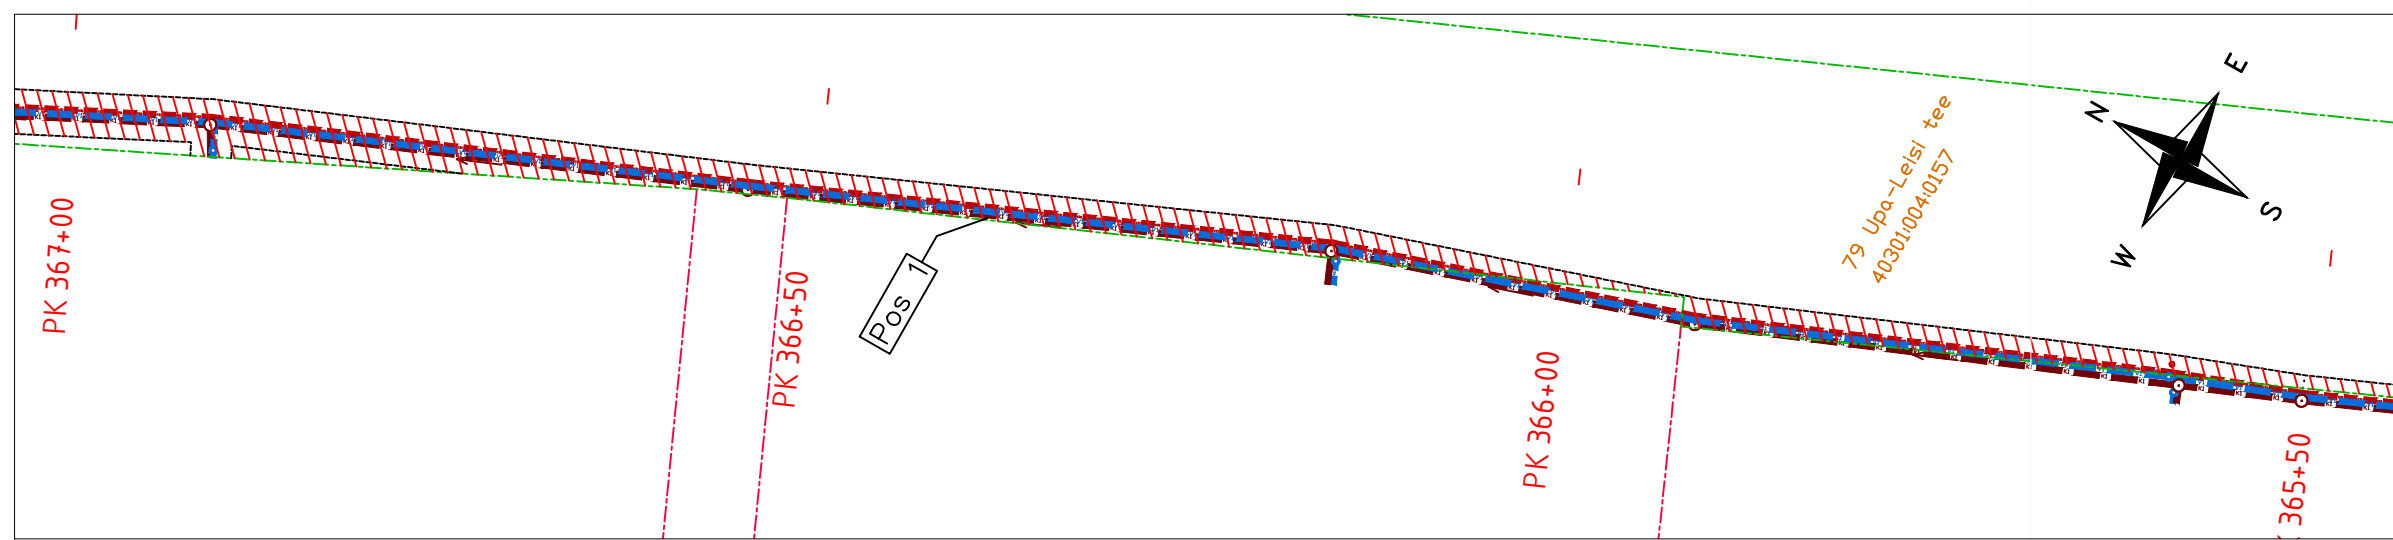 PK 367+00
PK 366+50
Pos 1
PK 366+00
79 Upa-Leisi tee
40301:004:0157
N
E
S
W
365+50